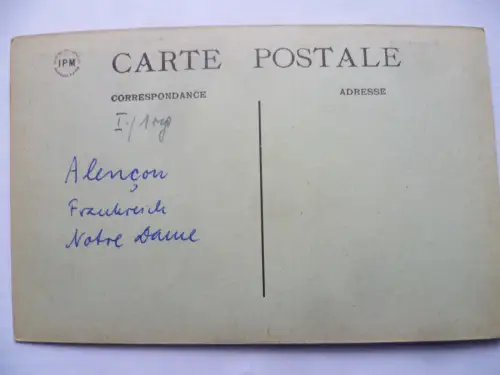 IPM
CARTE POSTALE
CORRESPONDANCE
ADRESSE
Alençon
Frankreich
Notre Dame